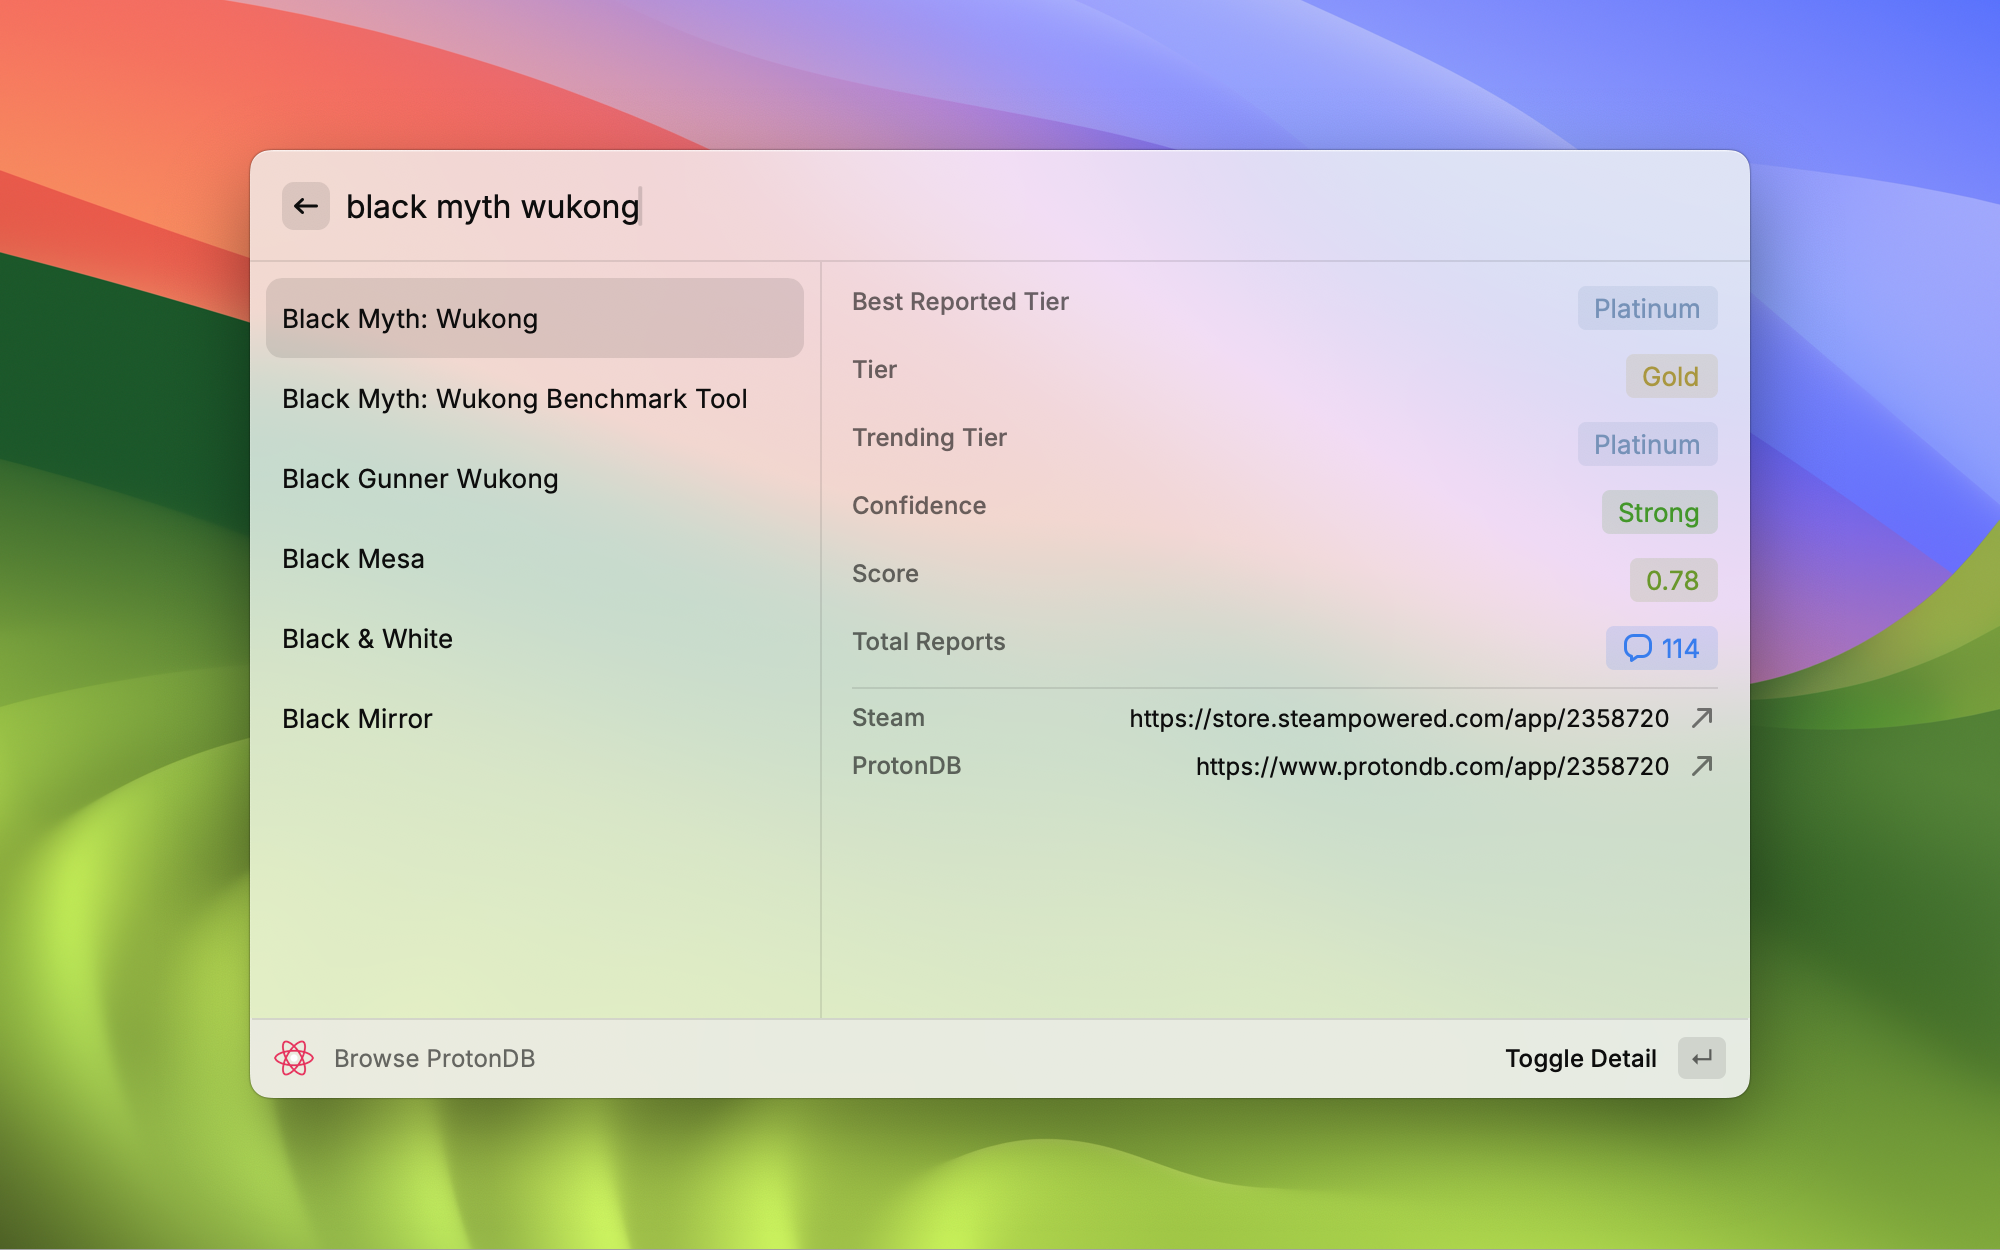 black myth wukong
Black Myth: Wukong
Black Myth: Wukong Benchmark Tool
Black Gunner Wukong
Black Mesa
Black & White
Black Mirror
Best Reported Tier Platinum
Tier Gold
Trending Tier Platinum
Confidence Strong
Score 0.78
Total Reports 114
Steam https://store.steampowered.com/app/2358720
ProtonDB https://www.protondb.com/app/2358720
Browse ProtonDB
Toggle Detail